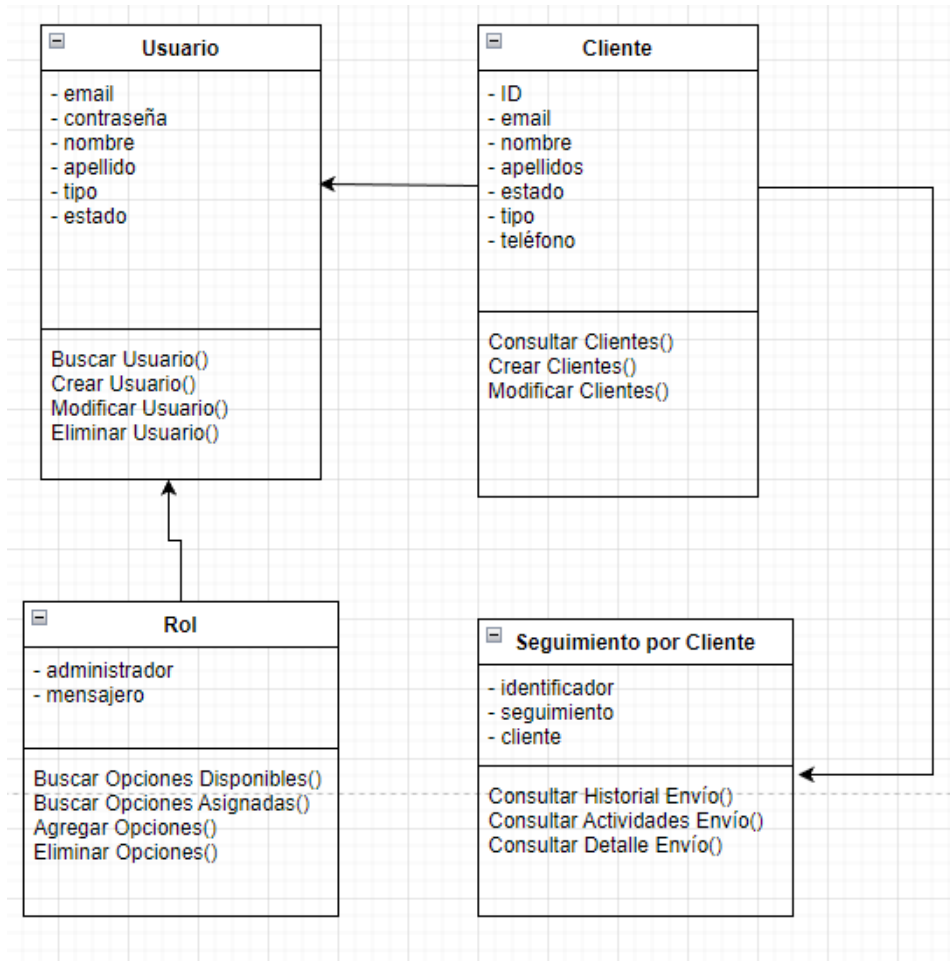 Usuario
- email
- contraseña
- nombre
- apellido
- tipo
- estado
Buscar Usuario()
Crear Usuario()
Modificar Usuario()
Eliminar Usuario()
Cliente
- ID
- email
- nombre
- apellidos
- estado
- tipo
- teléfono
Consultar Clientes()
Crear Clientes()
Modificar Clientes()
Rol
- administrador
- mensajero
Buscar Opciones Disponibles()
Buscar Opciones Asignadas()
Agregar Opciones()
Eliminar Opciones()
Seguimiento por Cliente
- identificador
- seguimiento
- cliente
Consultar Historial Envío()
Consultar Actividades Envío()
Consultar Detalle Envío()